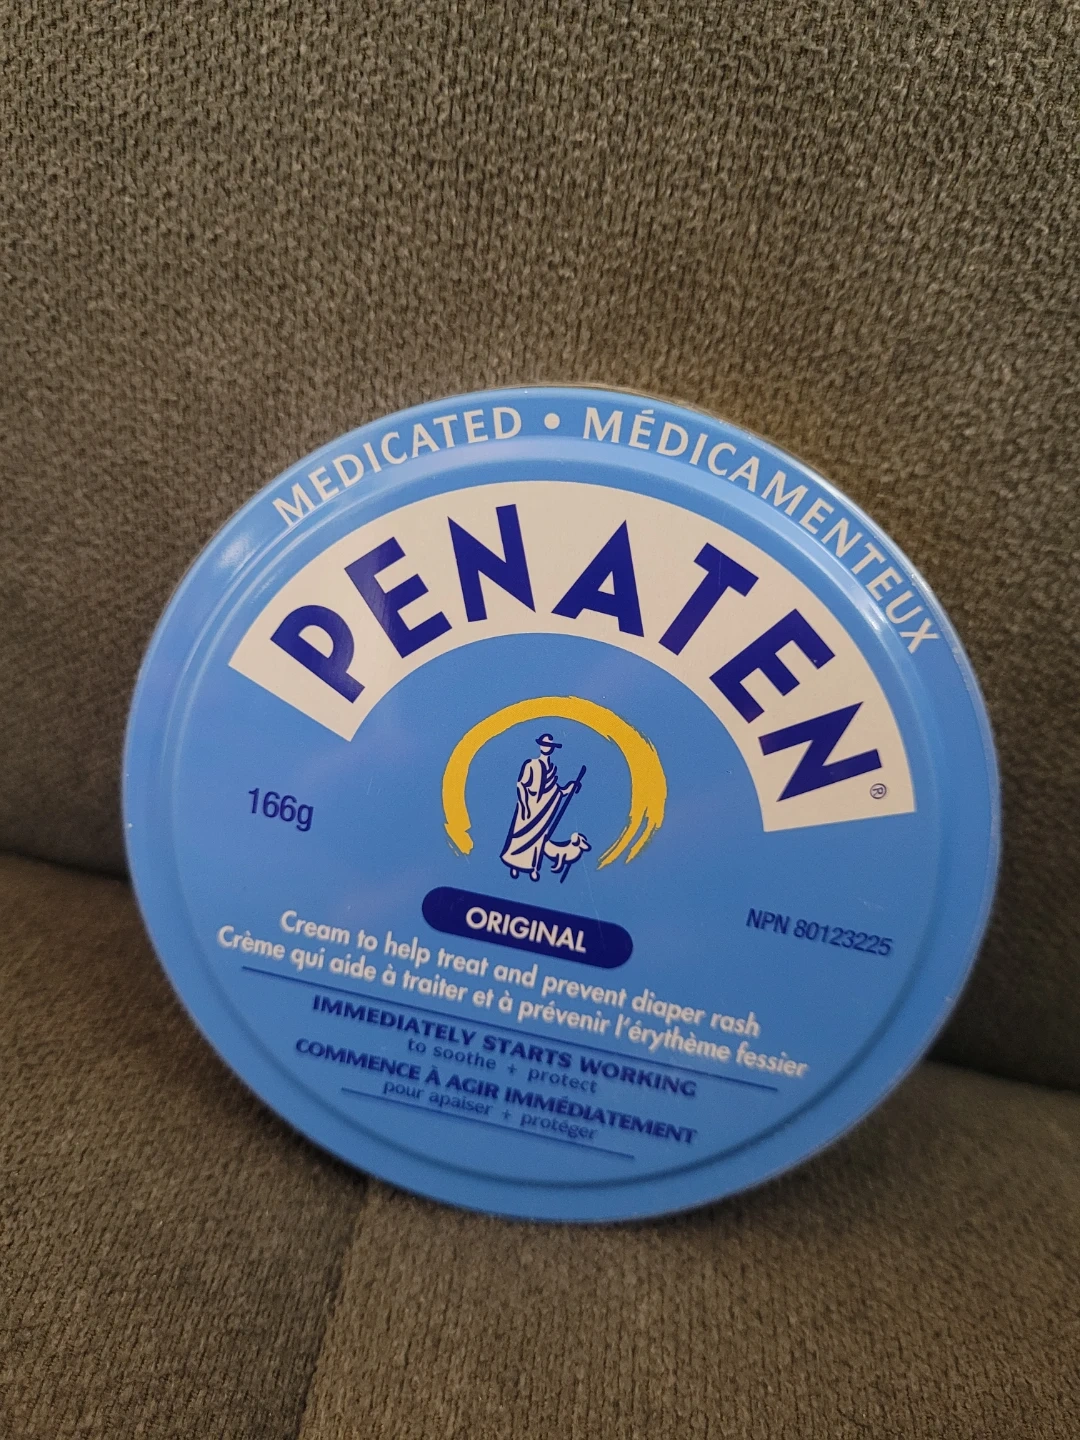 MEDICATED • MÉDICAMENTEUX
PENATEN®
166g
ORIGINAL
NPN 80123225
Cream to help treat and prevent diaper rash
Crème qui aide à traiter et à prévenir l'érythème fessier
IMMEDIATELY STARTS WORKING
to soothe + protect
COMMENCE À AGIR IMMÉDIATEMENT
pour apaiser + protéger